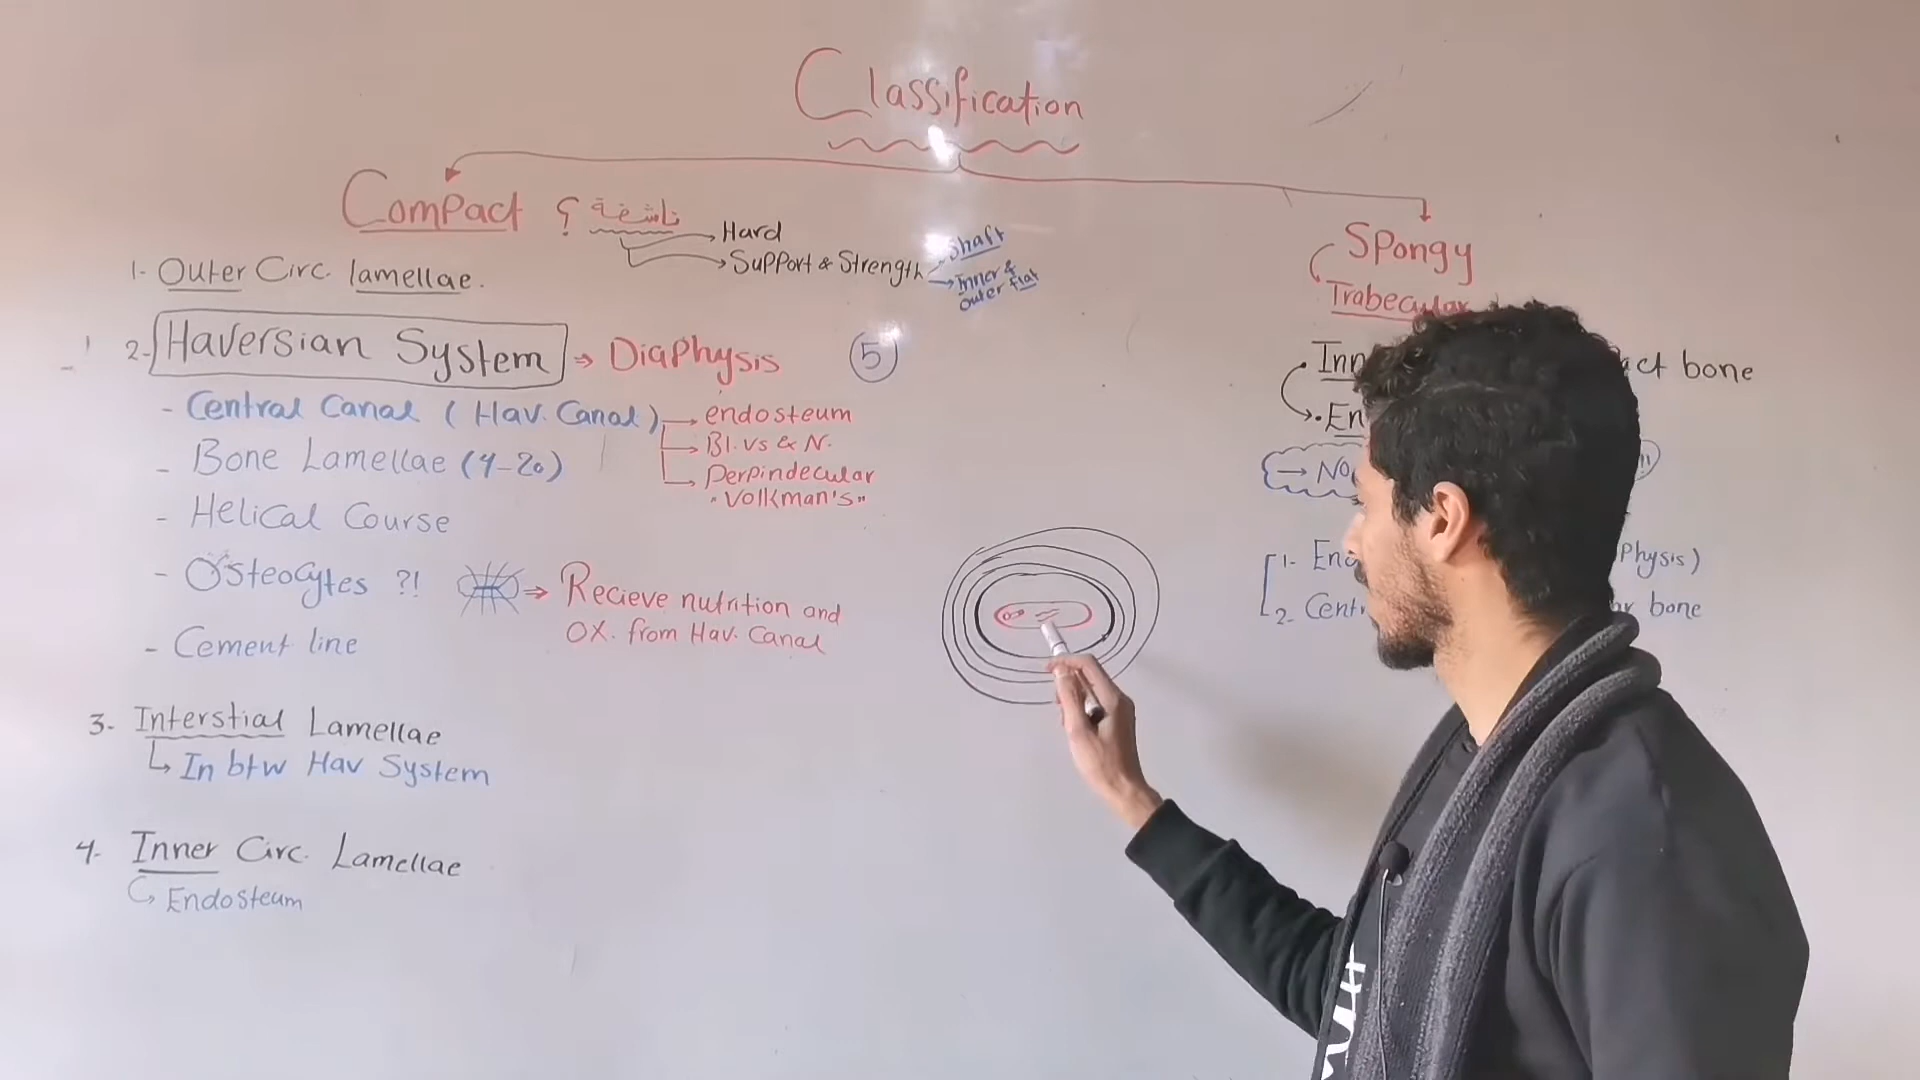 Classification
Compact ؟ ناشفة
Hard
Support & Strength
Shaft
Inner &
outer flat
1- Outer Circ. lamellae.
2- Haversian System => Diaphysis
5
- Central Canal (Hav. Canal)
endosteum
Bl. vs & N.
Perpindecular
"Volkman's"
- Bone Lamellae (4-20)
- Helical Course
- Osteocytes ?! => Recieve nutrition and
OX. from Hav. Canal
- Cement line
3- Interstial Lamellae
In btw Hav System
4- Inner Circ. Lamellae
Endosteum
Spongy
Trabecular
bone
→ No
1-
physis)
2-
bone